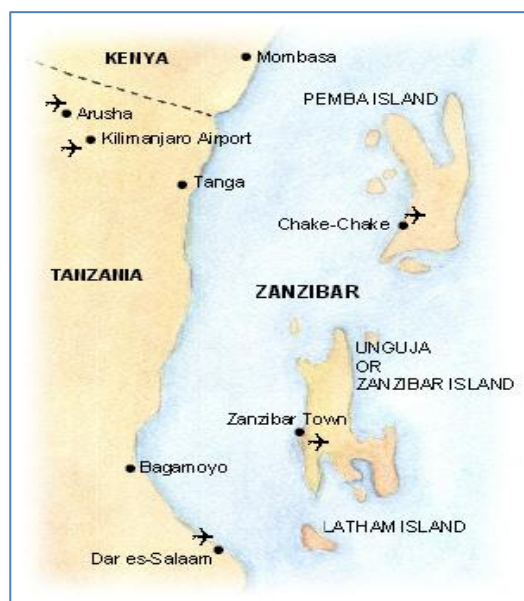 KENYA
Mombasa
PEMBA ISLAND
Arusha
Kilimanjaro Airport
Tanga
Chake-Chake
TANZANIA
ZANZIBAR
UNGUJA
OR
ZANZIBAR ISLAND
Zanzibar Town
Bagamoyo
LATHAM ISLAND
Dar es-Salaam